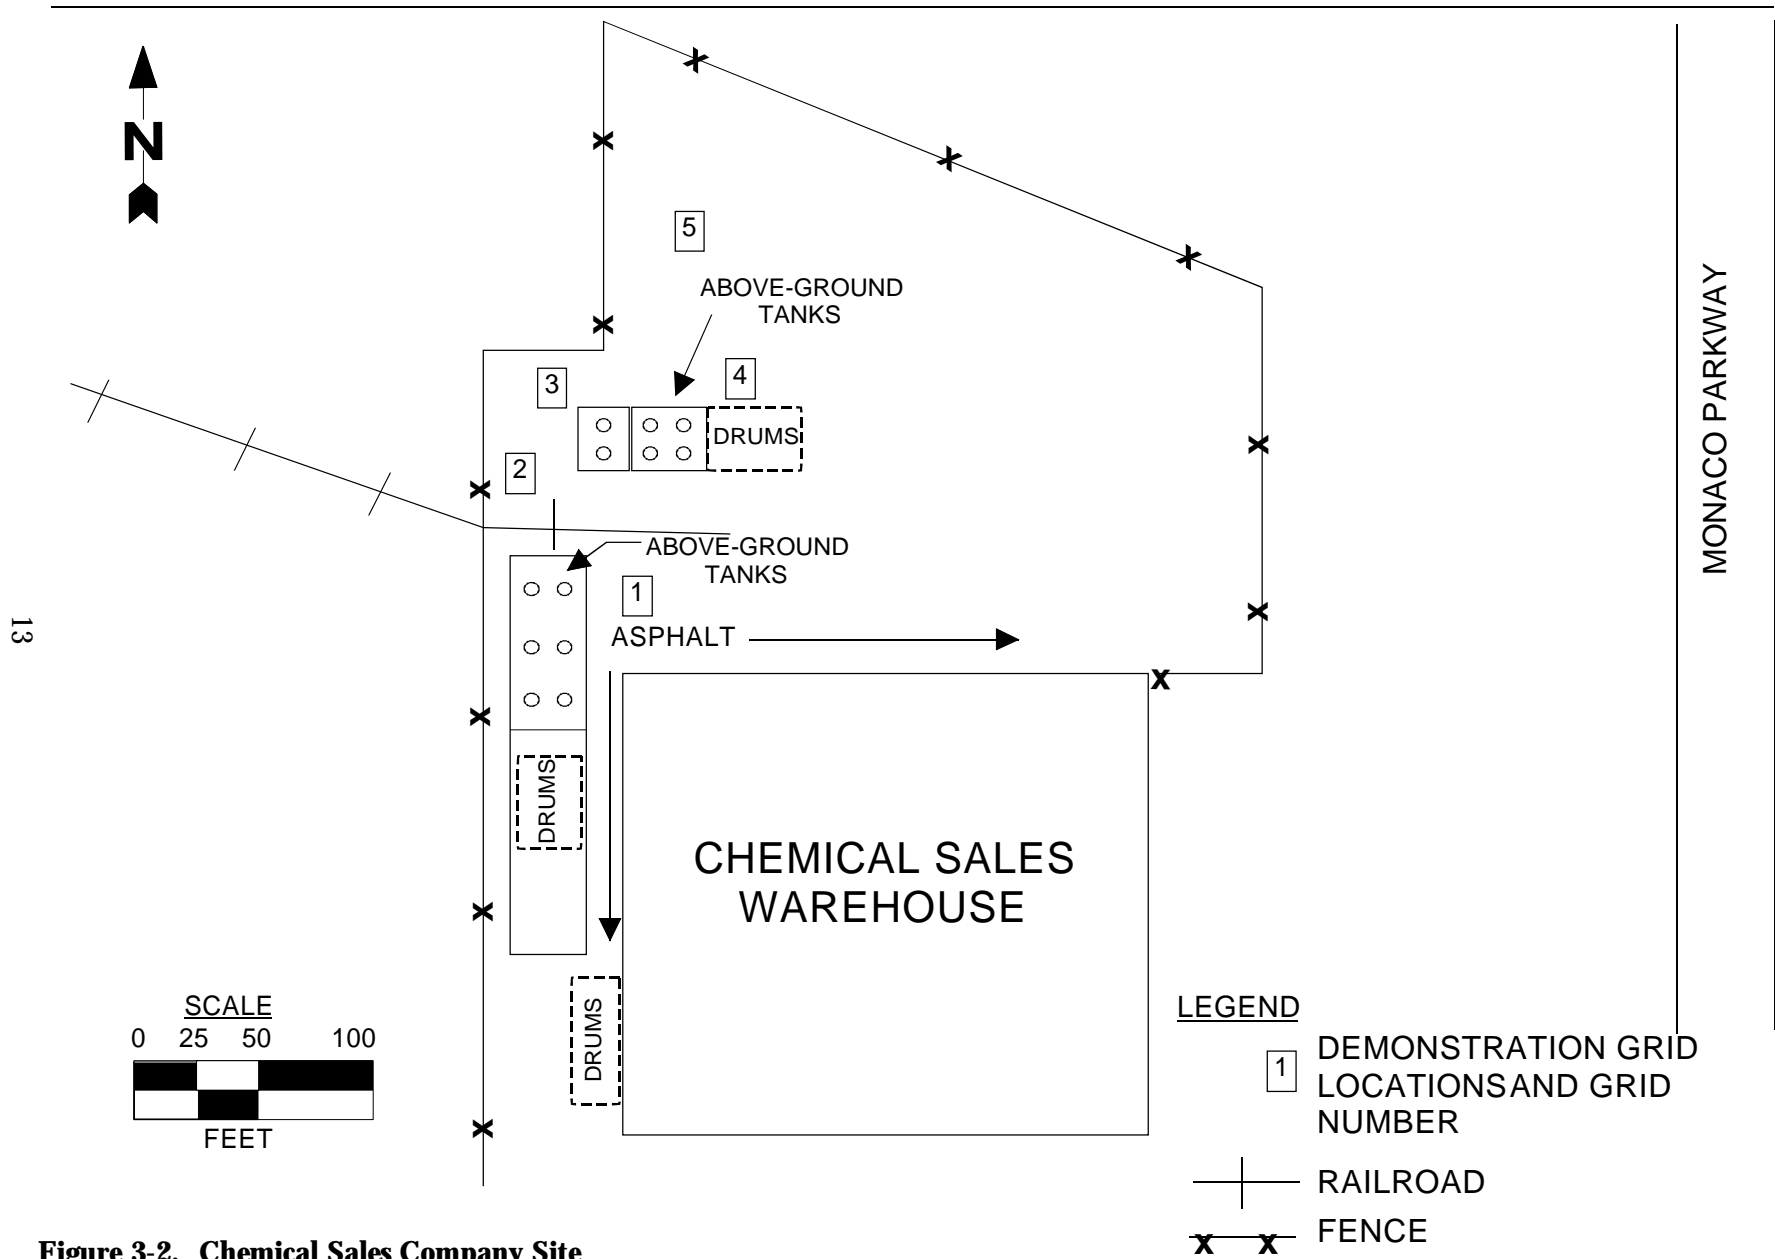 N
5
ABOVE-GROUND
TANKS
3
4
DRUMS
2
ABOVE-GROUND
TANKS
1
ASPHALT
MONACO PARKWAY
13
DRUMS
CHEMICAL SALES
WAREHOUSE
DRUMS
SCALE
0 25 50 100
FEET
LEGEND
1
DEMONSTRATION GRID
LOCATIONS AND GRID
NUMBER
RAILROAD
FENCE
Figure 3-2. Chemical Sales Company Site